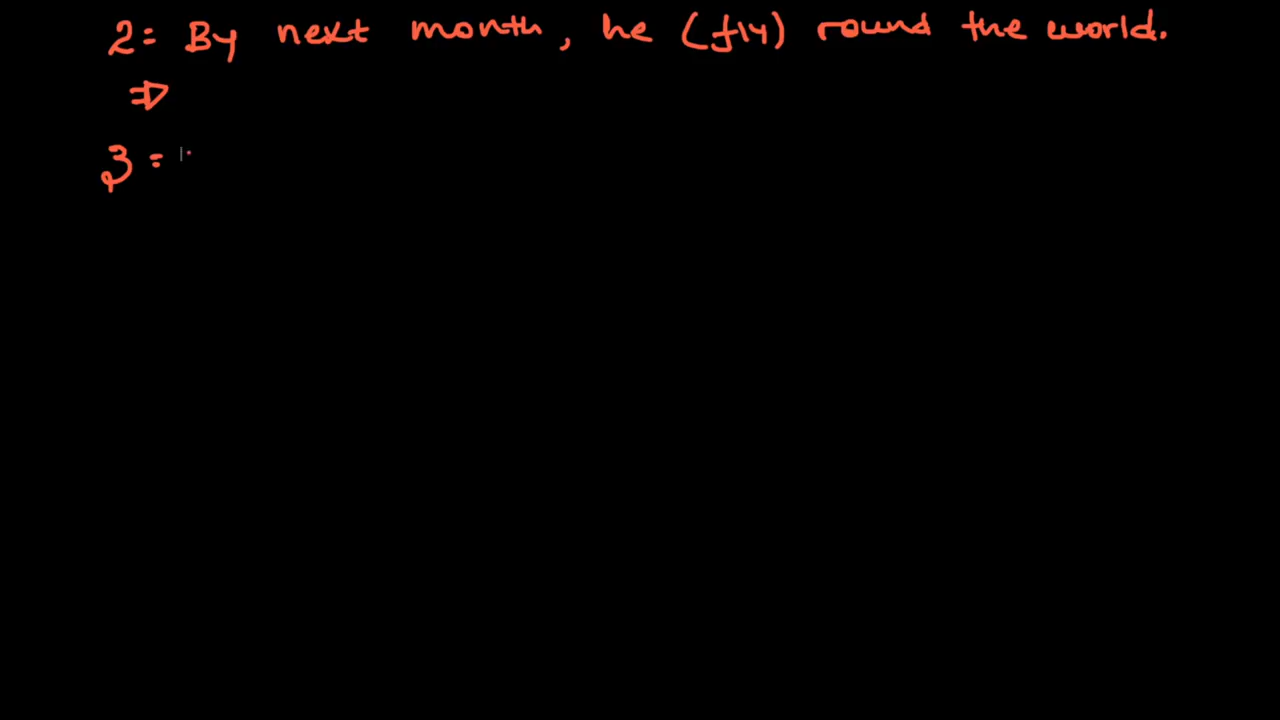 2= By next month, he (fly) round the world.
⇒
3=